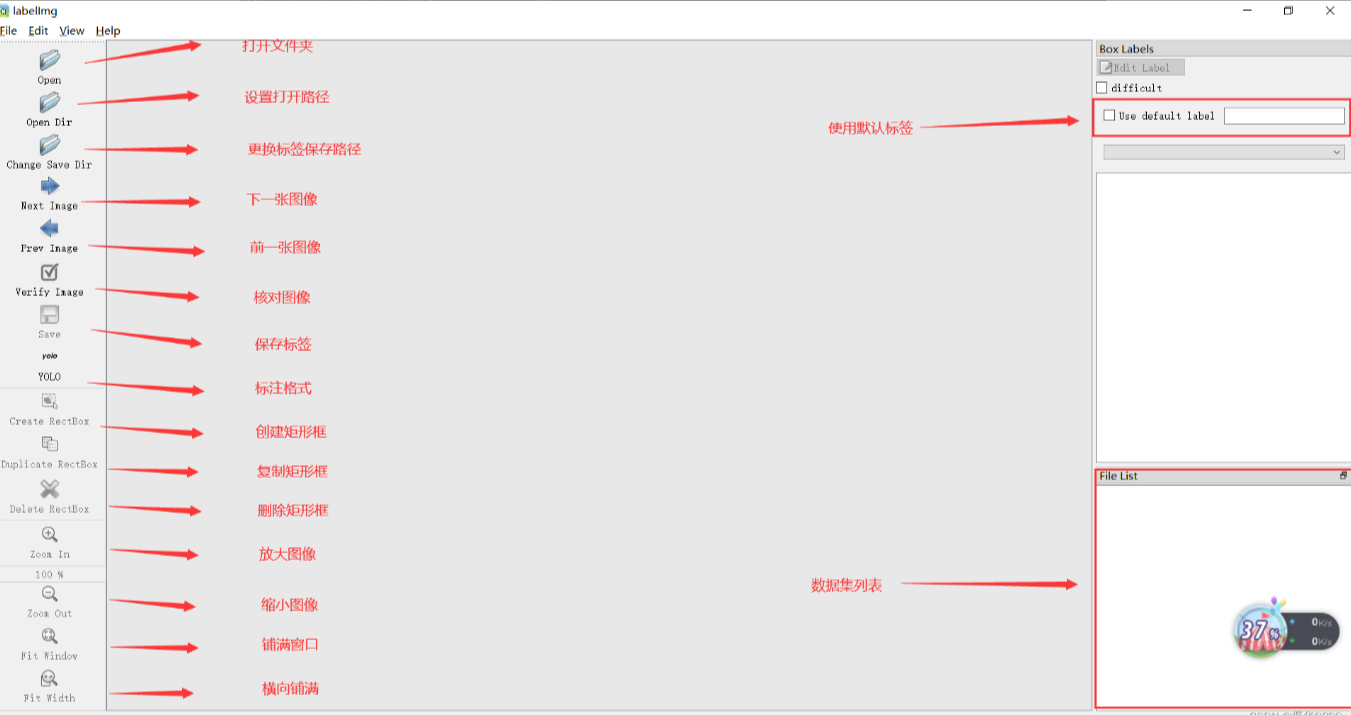 labelImg
File Edit View Help
Open
打开文件夹
Open Dir
设置打开路径
Change Save Dir
更换标签保存路径
Next Image
下一张图像
Prev Image
前一张图像
Verify Image
核对图像
Save
保存标签
yolo
YOLO
标注格式
Create RectBox
创建矩形框
Duplicate RectBox
复制矩形框
Delete RectBox
删除矩形框
Zoom In
放大图像
100 %
Zoom Out
缩小图像
Fit Window
铺满窗口
Fit Width
横向铺满
使用默认标签
数据集列表
Box Labels
Edit Label
difficult
Use default label
File List
37%
0K/s
0K/s